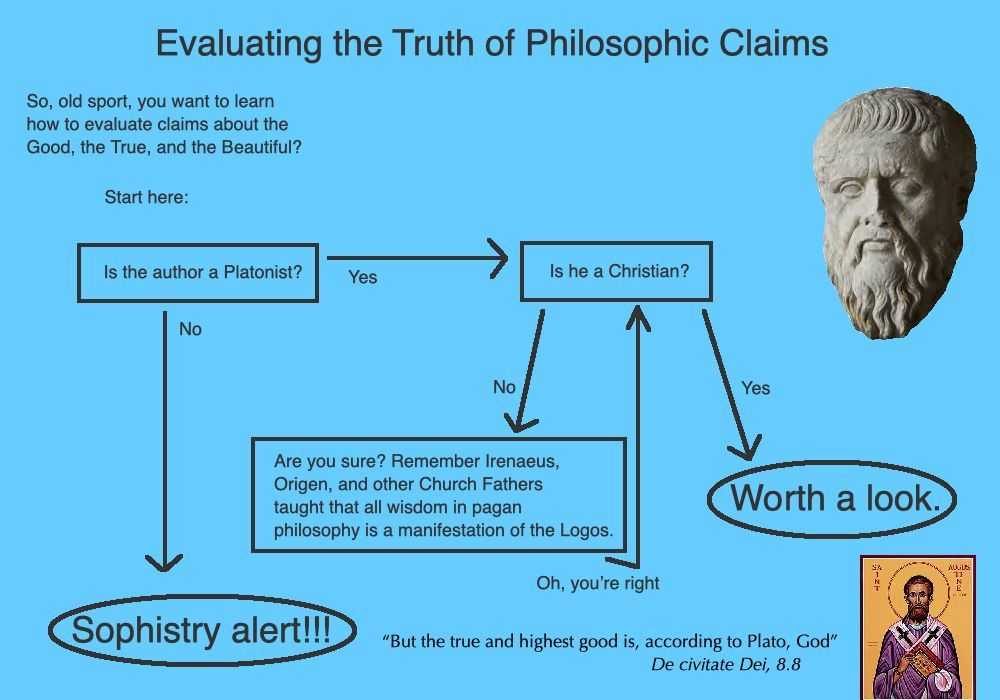 Evaluating the Truth of Philosophic Claims
So, old sport, you want to learn
how to evaluate claims about the
Good, the True, and the Beautiful?
Start here:
Is the author a Platonist?
Yes
Is he a Christian?
No
No
Yes
Are you sure? Remember Irenaeus,
Origen, and other Church Fathers
taught that all wisdom in pagan
philosophy is a manifestation of the Logos.
Worth a look.
Oh, you're right
Sophistry alert!!!
“But the true and highest good is, according to Plato, God”
De civitate Dei, 8.8
SA
I
N
T
AUGUS
TI
N
E